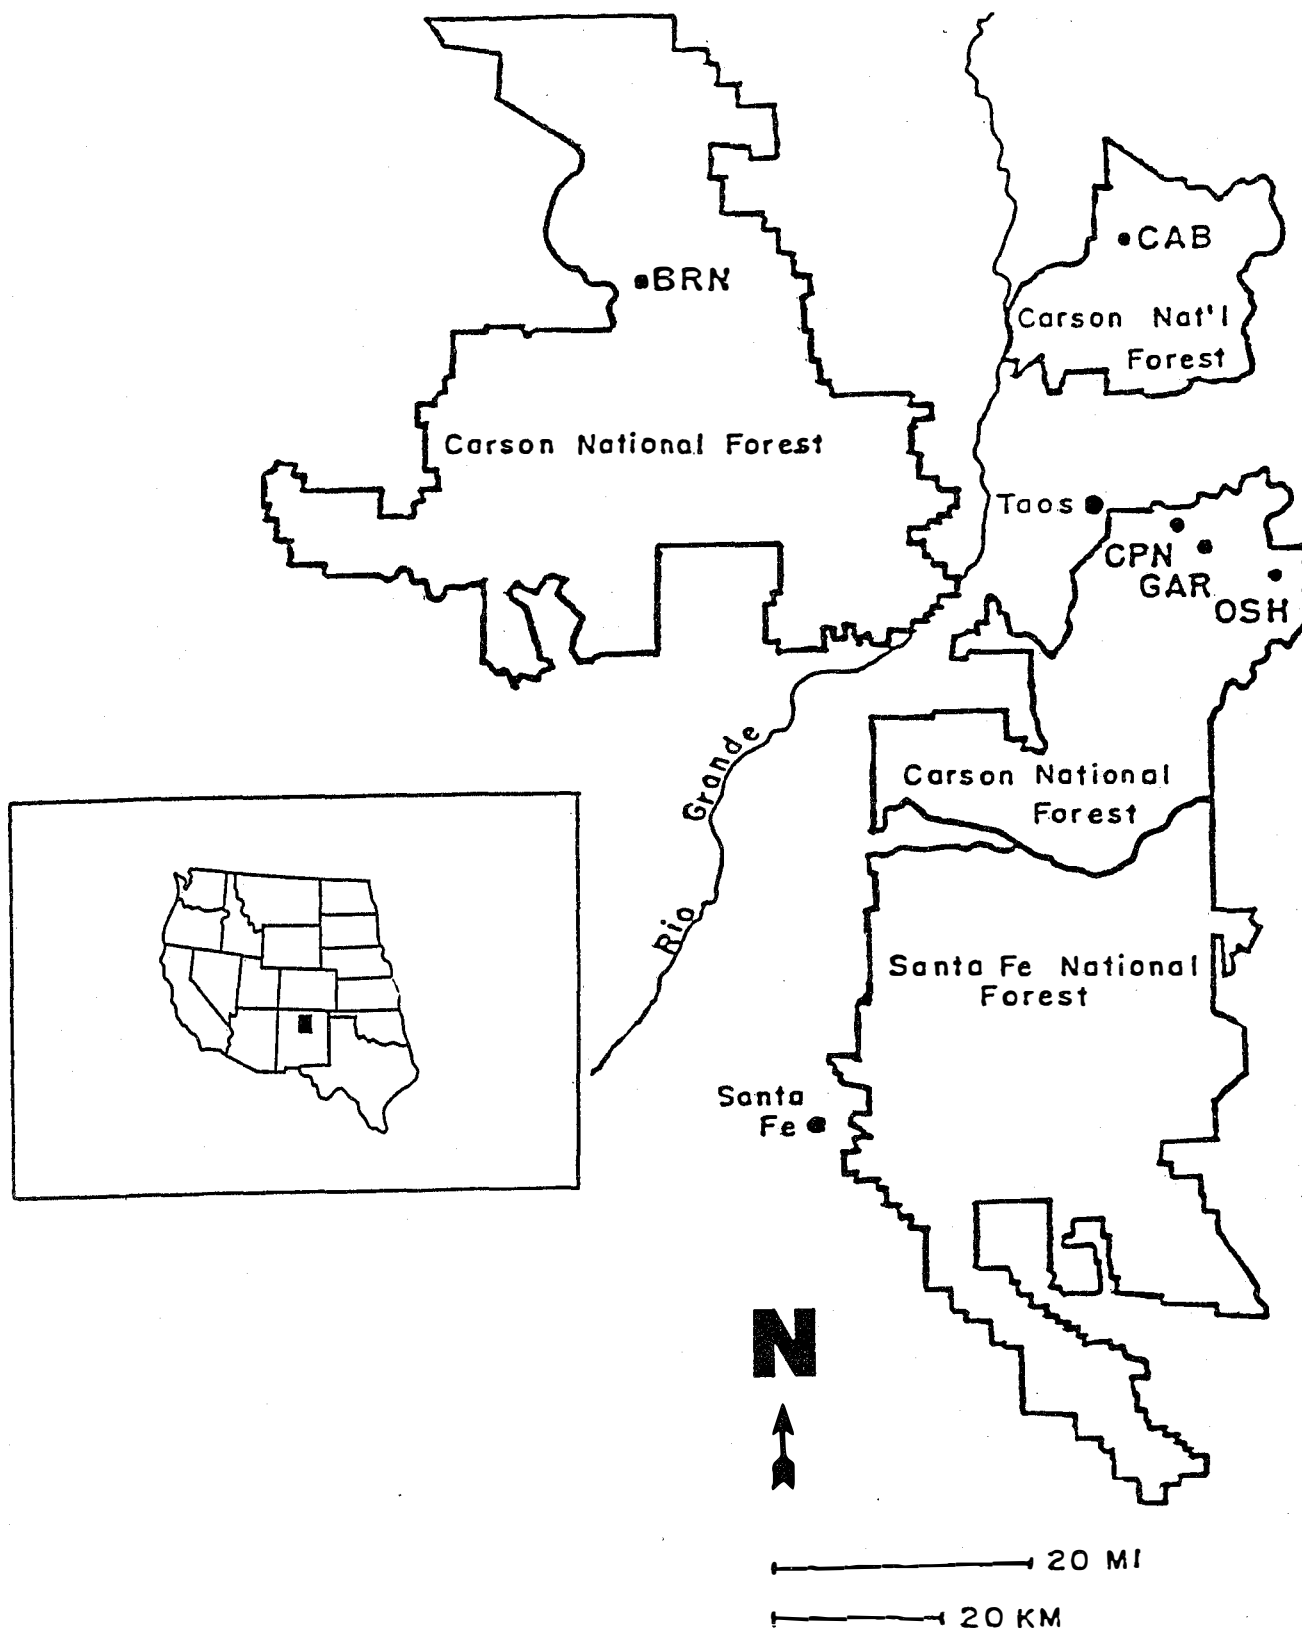 CAB
BRN
Carson Nat'l
Forest
Carson National Forest
Taos
CPN
GAR
OSH
Rio Grande
Carson National
Forest
Santa Fe National
Forest
Santa
Fe
N
20 MI
20 KM